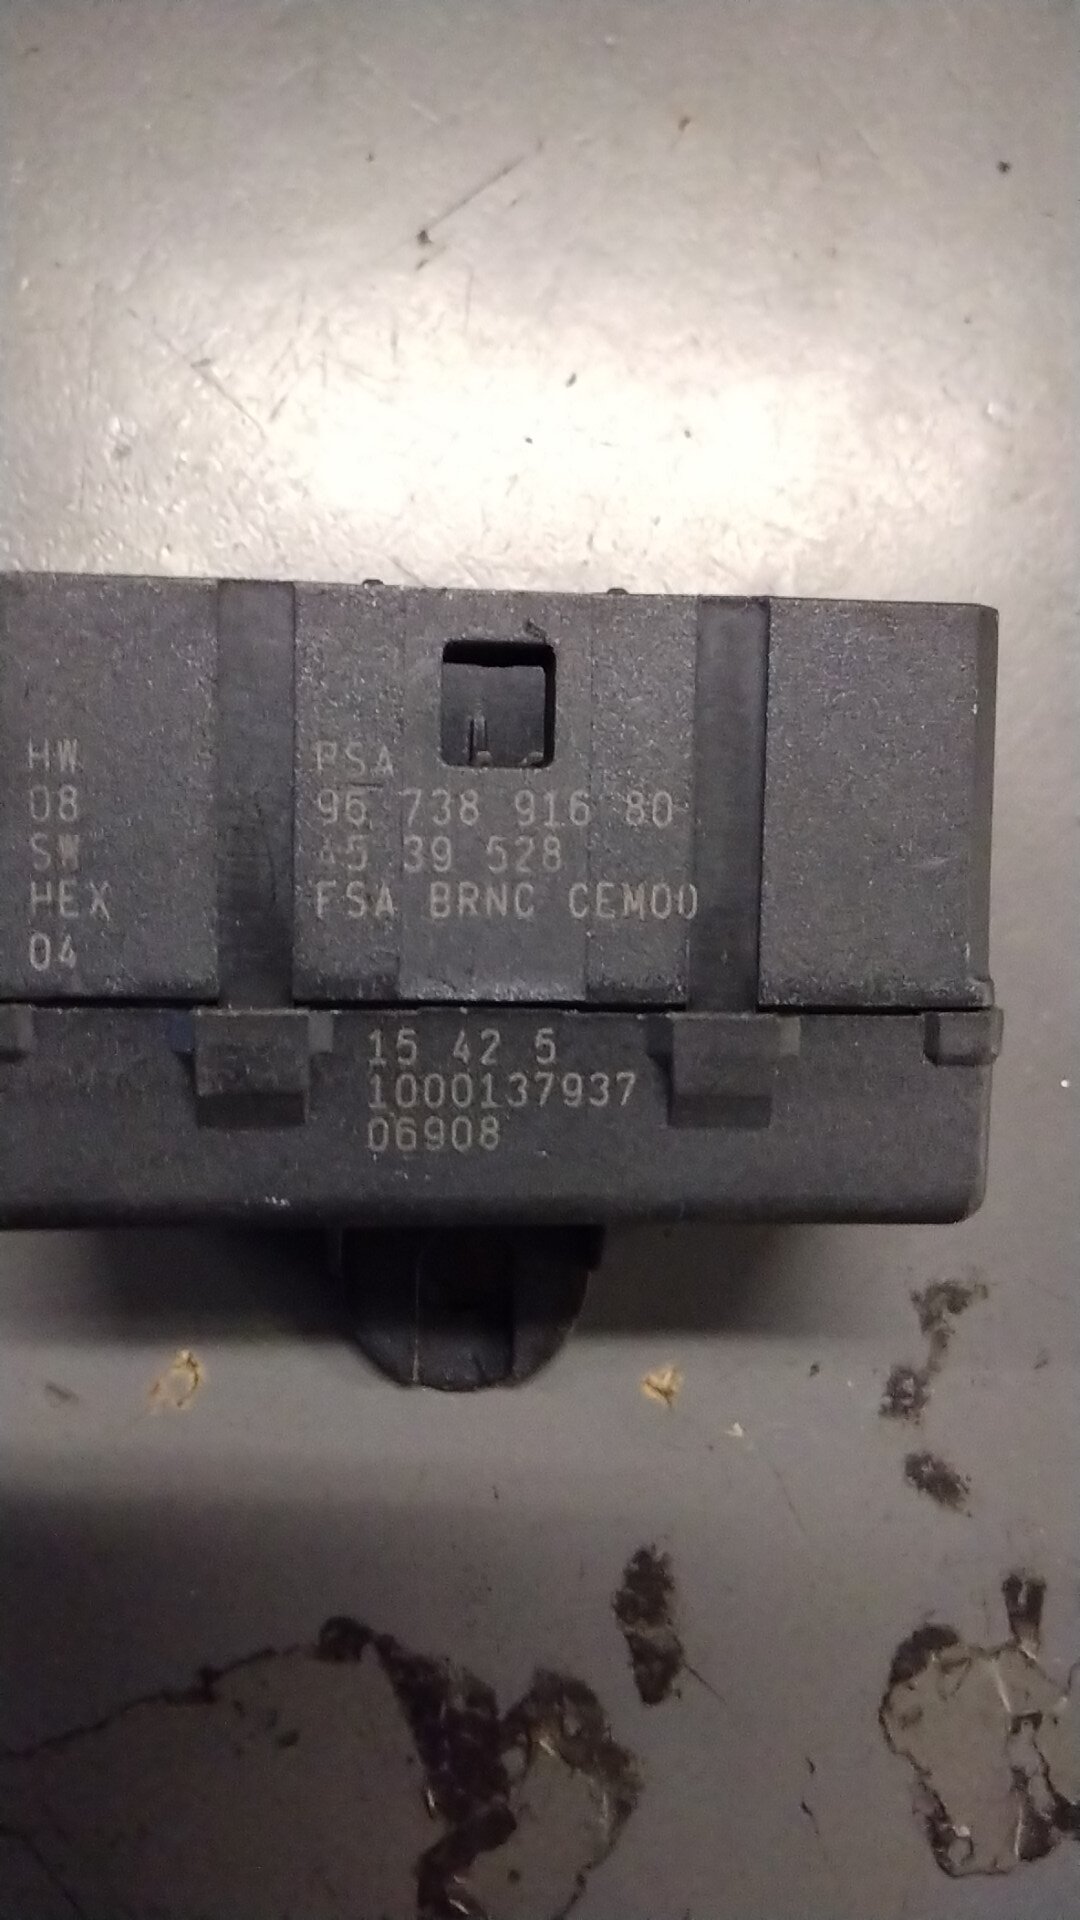 HW
08
SW
HEX
04
PSA
96 738 916 80
45 39 528
FSA BRNC CEM00
15 42 5
1000137937
06908